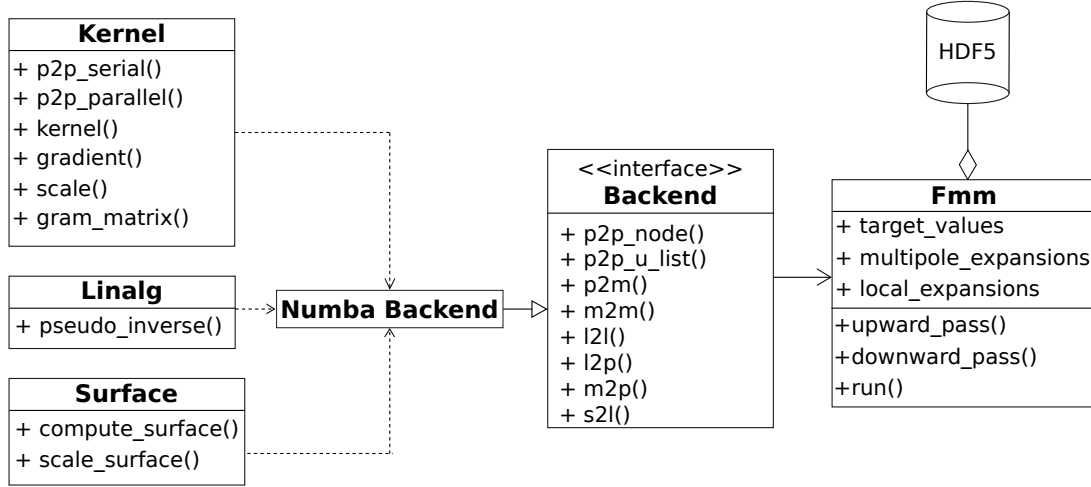 Kernel
+ p2p_serial()
+ p2p_parallel()
+ kernel()
+ gradient()
+ scale()
+ gram_matrix()
Linalg
+ pseudo_inverse()
Surface
+ compute_surface()
+ scale_surface()
Numba Backend
<<interface>>
Backend
+ p2p_node()
+ p2p_u_list()
+ p2m()
+ m2m()
+ l2l()
+ l2p()
+ m2p()
+ s2l()
HDF5
Fmm
+ target_values
+ multipole_expansions
+ local_expansions
+upward_pass()
+downward_pass()
+run()